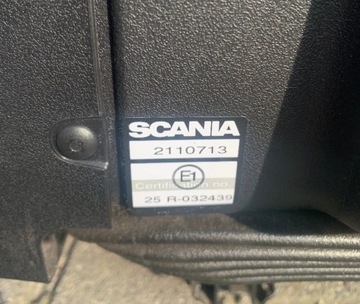 SCANIA
2110713
E1
Certification no.
25 R-032439